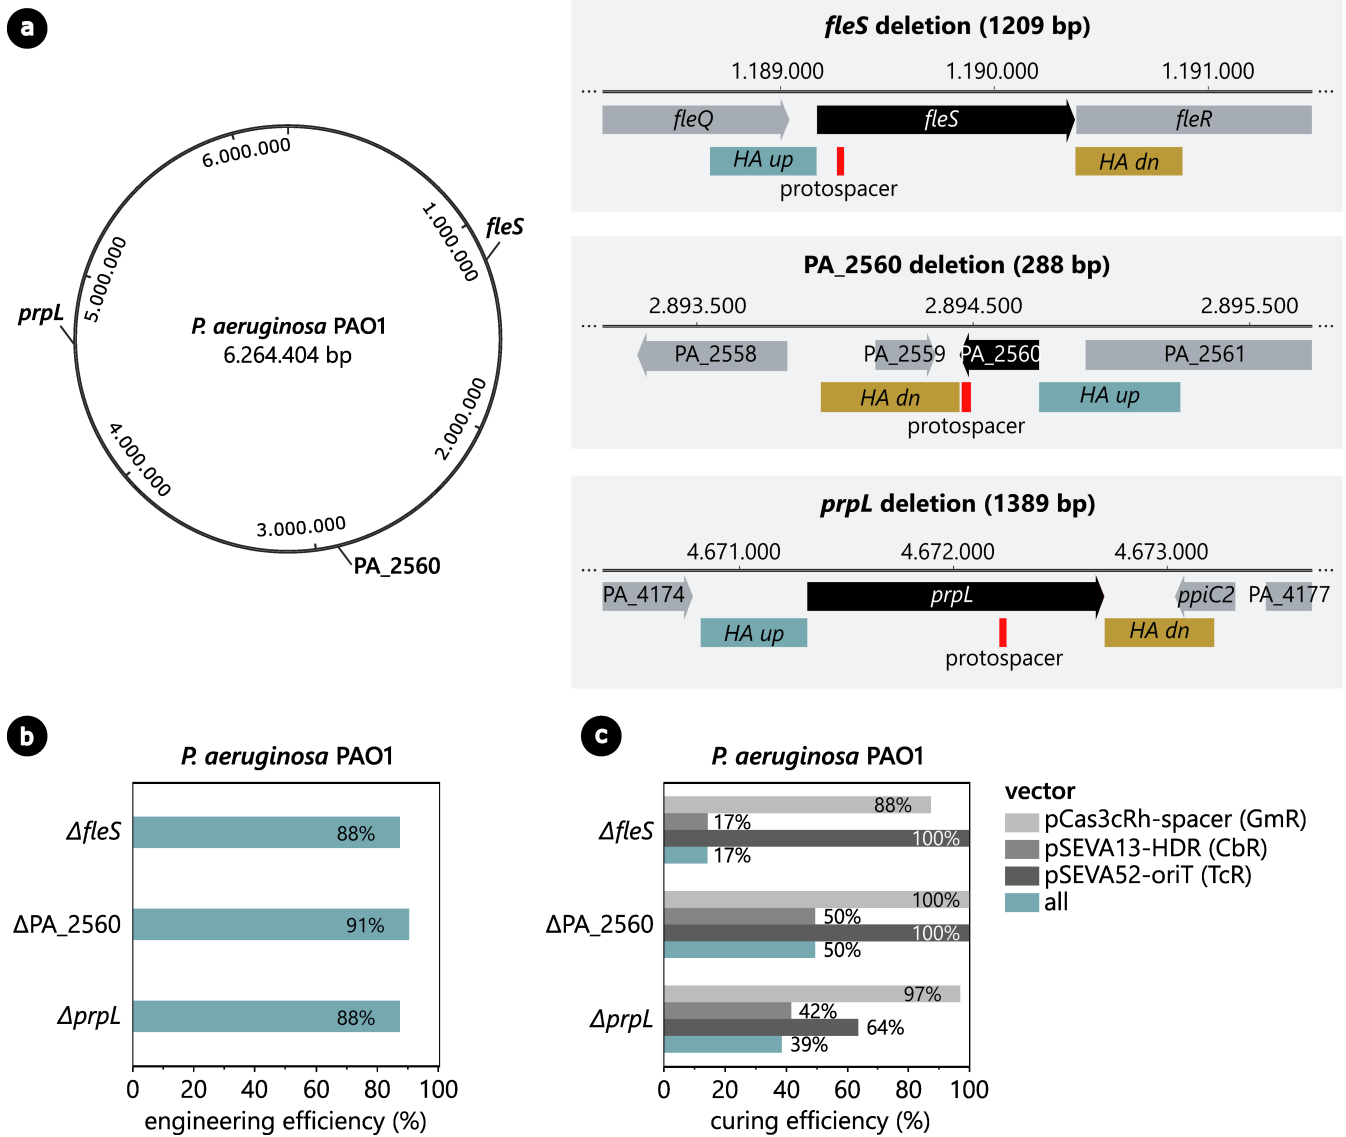 a
6.000.000
1.000.000
fleS
5.000.000
prpL
P. aeruginosa PAO1
6.264.404 bp
2.000.000
4.000.000
3.000.000
PA_2560
fleS deletion (1209 bp)
1.189.000 1.190.000 1.191.000
... ...
fleQ fleS fleR
HA up HA dn
protospacer
PA_2560 deletion (288 bp)
2.893.500 2.894.500 2.895.500
... ...
PA_2558 PA_2559 PA_2560 PA_2561
HA dn HA up
protospacer
prpL deletion (1389 bp)
4.671.000 4.672.000 4.673.000
... ...
PA_4174 prpL ppiC2 PA_4177
HA up HA dn
protospacer
b
P. aeruginosa PAO1
ΔfleS 88%
ΔPA_2560 91%
ΔprpL 88%
0 20 40 60 80 100
engineering efficiency (%)
c
P. aeruginosa PAO1
88%
ΔfleS 17%
100%
17%
100%
ΔPA_2560 50%
100%
50%
97%
ΔprpL 42%
64%
39%
0 20 40 60 80 100
curing efficiency (%)
vector
pCas3cRh-spacer (GmR)
pSEVA13-HDR (CbR)
pSEVA52-oriT (TcR)
all